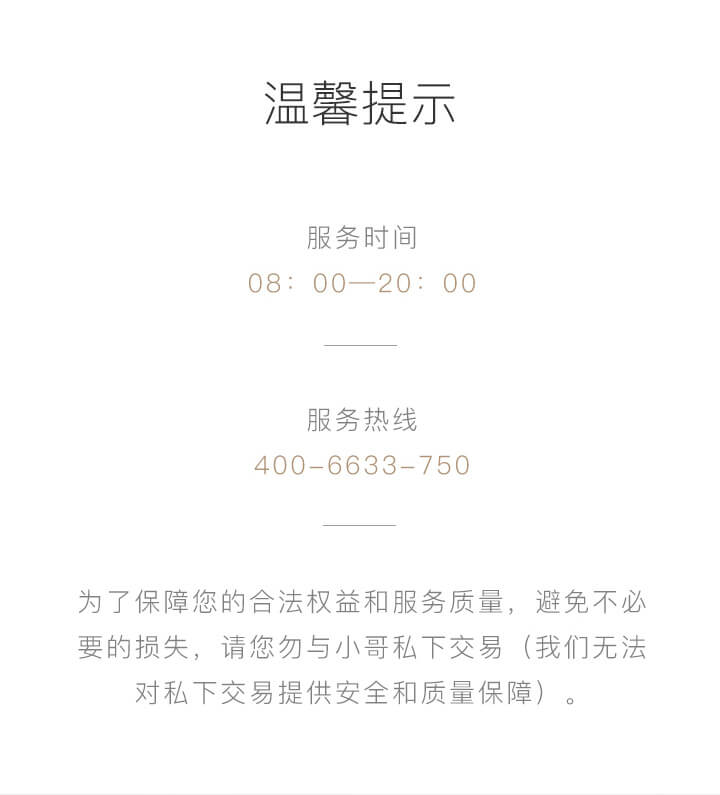 温馨提示
服务时间
08：00—20：00
服务热线
400-6633-750
为了保障您的合法权益和服务质量，避免不必
要的损失，请您勿与小哥私下交易（我们无法
对私下交易提供安全和质量保障）。